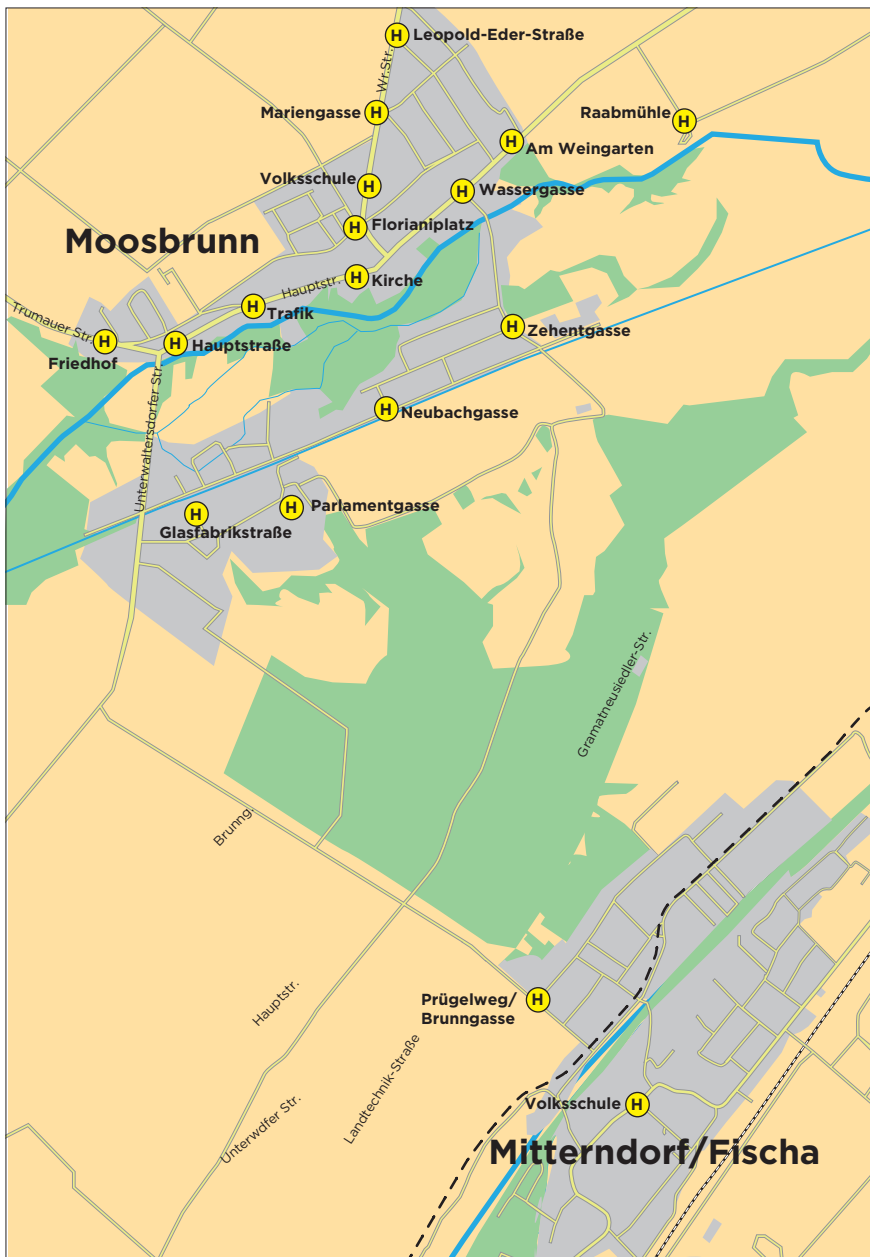 H Leopold-Eder-Straße
Wr.Str.
Mariengasse H
Raabmühle H
H Am Weingarten
Volksschule H
H Wassergasse
H Florianiplatz
Moosbrunn
H Kirche
Hauptstr.
H Trafik
Trumauer Str.
H Friedhof
H Hauptstraße
H Zehentgasse
Unterwaltersdorfer Str.
H Neubachgasse
H Parlamentgasse
H Glasfabrikstraße
Gramatneusiedler-Str.
Brunng.
Hauptstr.
Prügelweg/
Brunngasse H
Landtechnik-Straße
Unterwdfer Str.
Volksschule H
Mitterndorf/Fischa